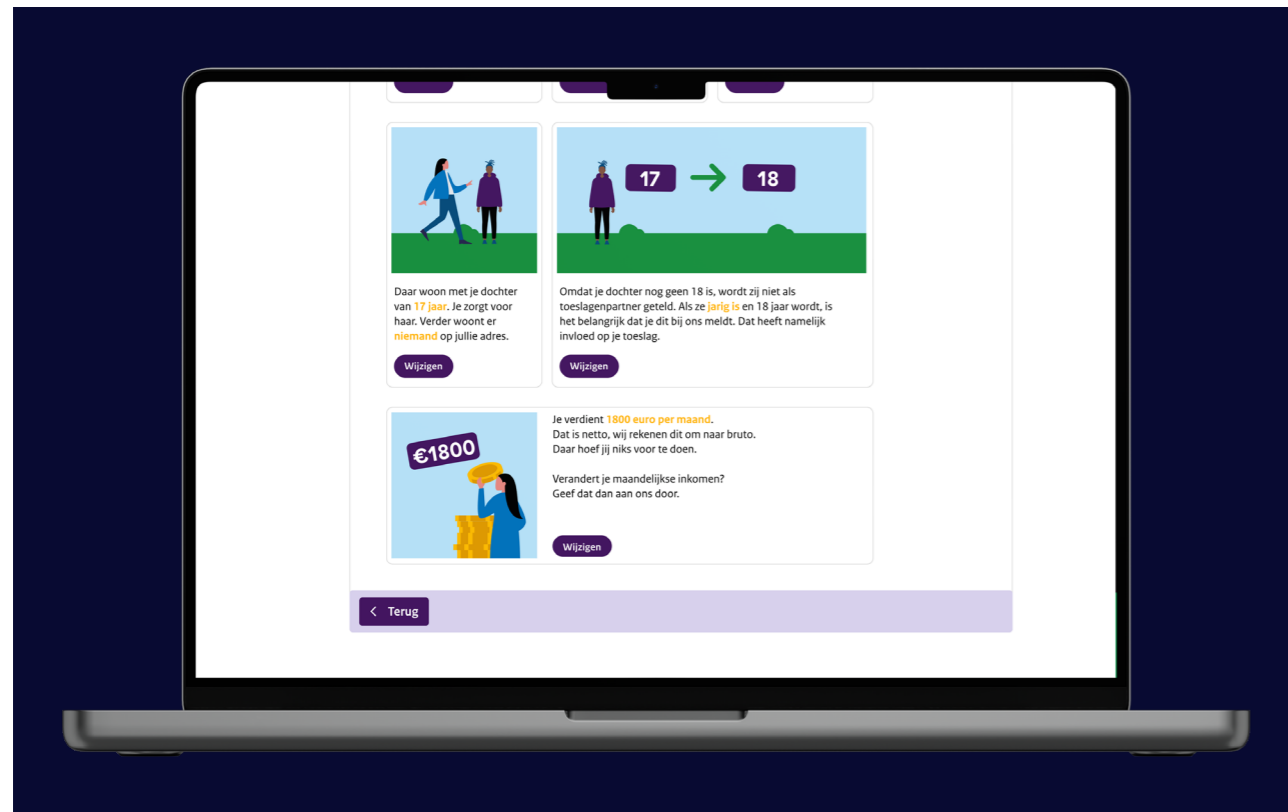 17
18
Daar woon met je dochter
van 17 jaar. Je zorgt voor
haar. Verder woont er
niemand op jullie adres.
Wijzigen
Omdat je dochter nog geen 18 is, wordt zij niet als
toeslagenpartner geteld. Als ze jarig is en 18 jaar wordt, is
het belangrijk dat je dit bij ons meldt. Dat heeft namelijk
invloed op je toeslag.
Wijzigen
€1800
Je verdient 1800 euro per maand.
Dat is netto, wij rekenen dit om naar bruto.
Daar hoef jij niks voor te doen.
Verandert je maandelijkse inkomen?
Geef dat dan aan ons door.
Wijzigen
Terug